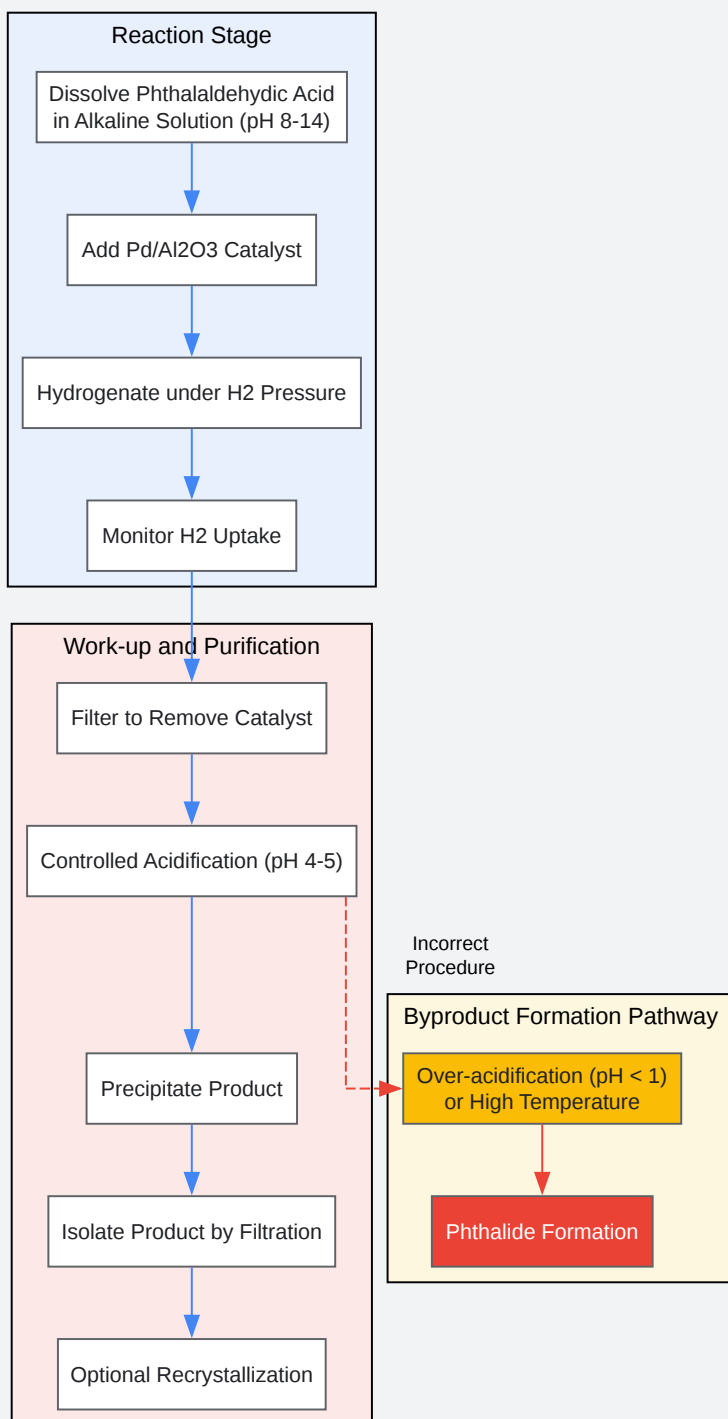 Reaction Stage
Dissolve Phthalaldehydic Acid
in Alkaline Solution (pH 8-14)
Add Pd/Al2O3 Catalyst
Hydrogenate under H2 Pressure
Monitor H2 Uptake
Work-up and Purification
Filter to Remove Catalyst
Controlled Acidification (pH 4-5)
Incorrect
Procedure
Byproduct Formation Pathway
Precipitate Product
Over-acidification (pH < 1)
or High Temperature
Isolate Product by Filtration
Phthalide Formation
Optional Recrystallization